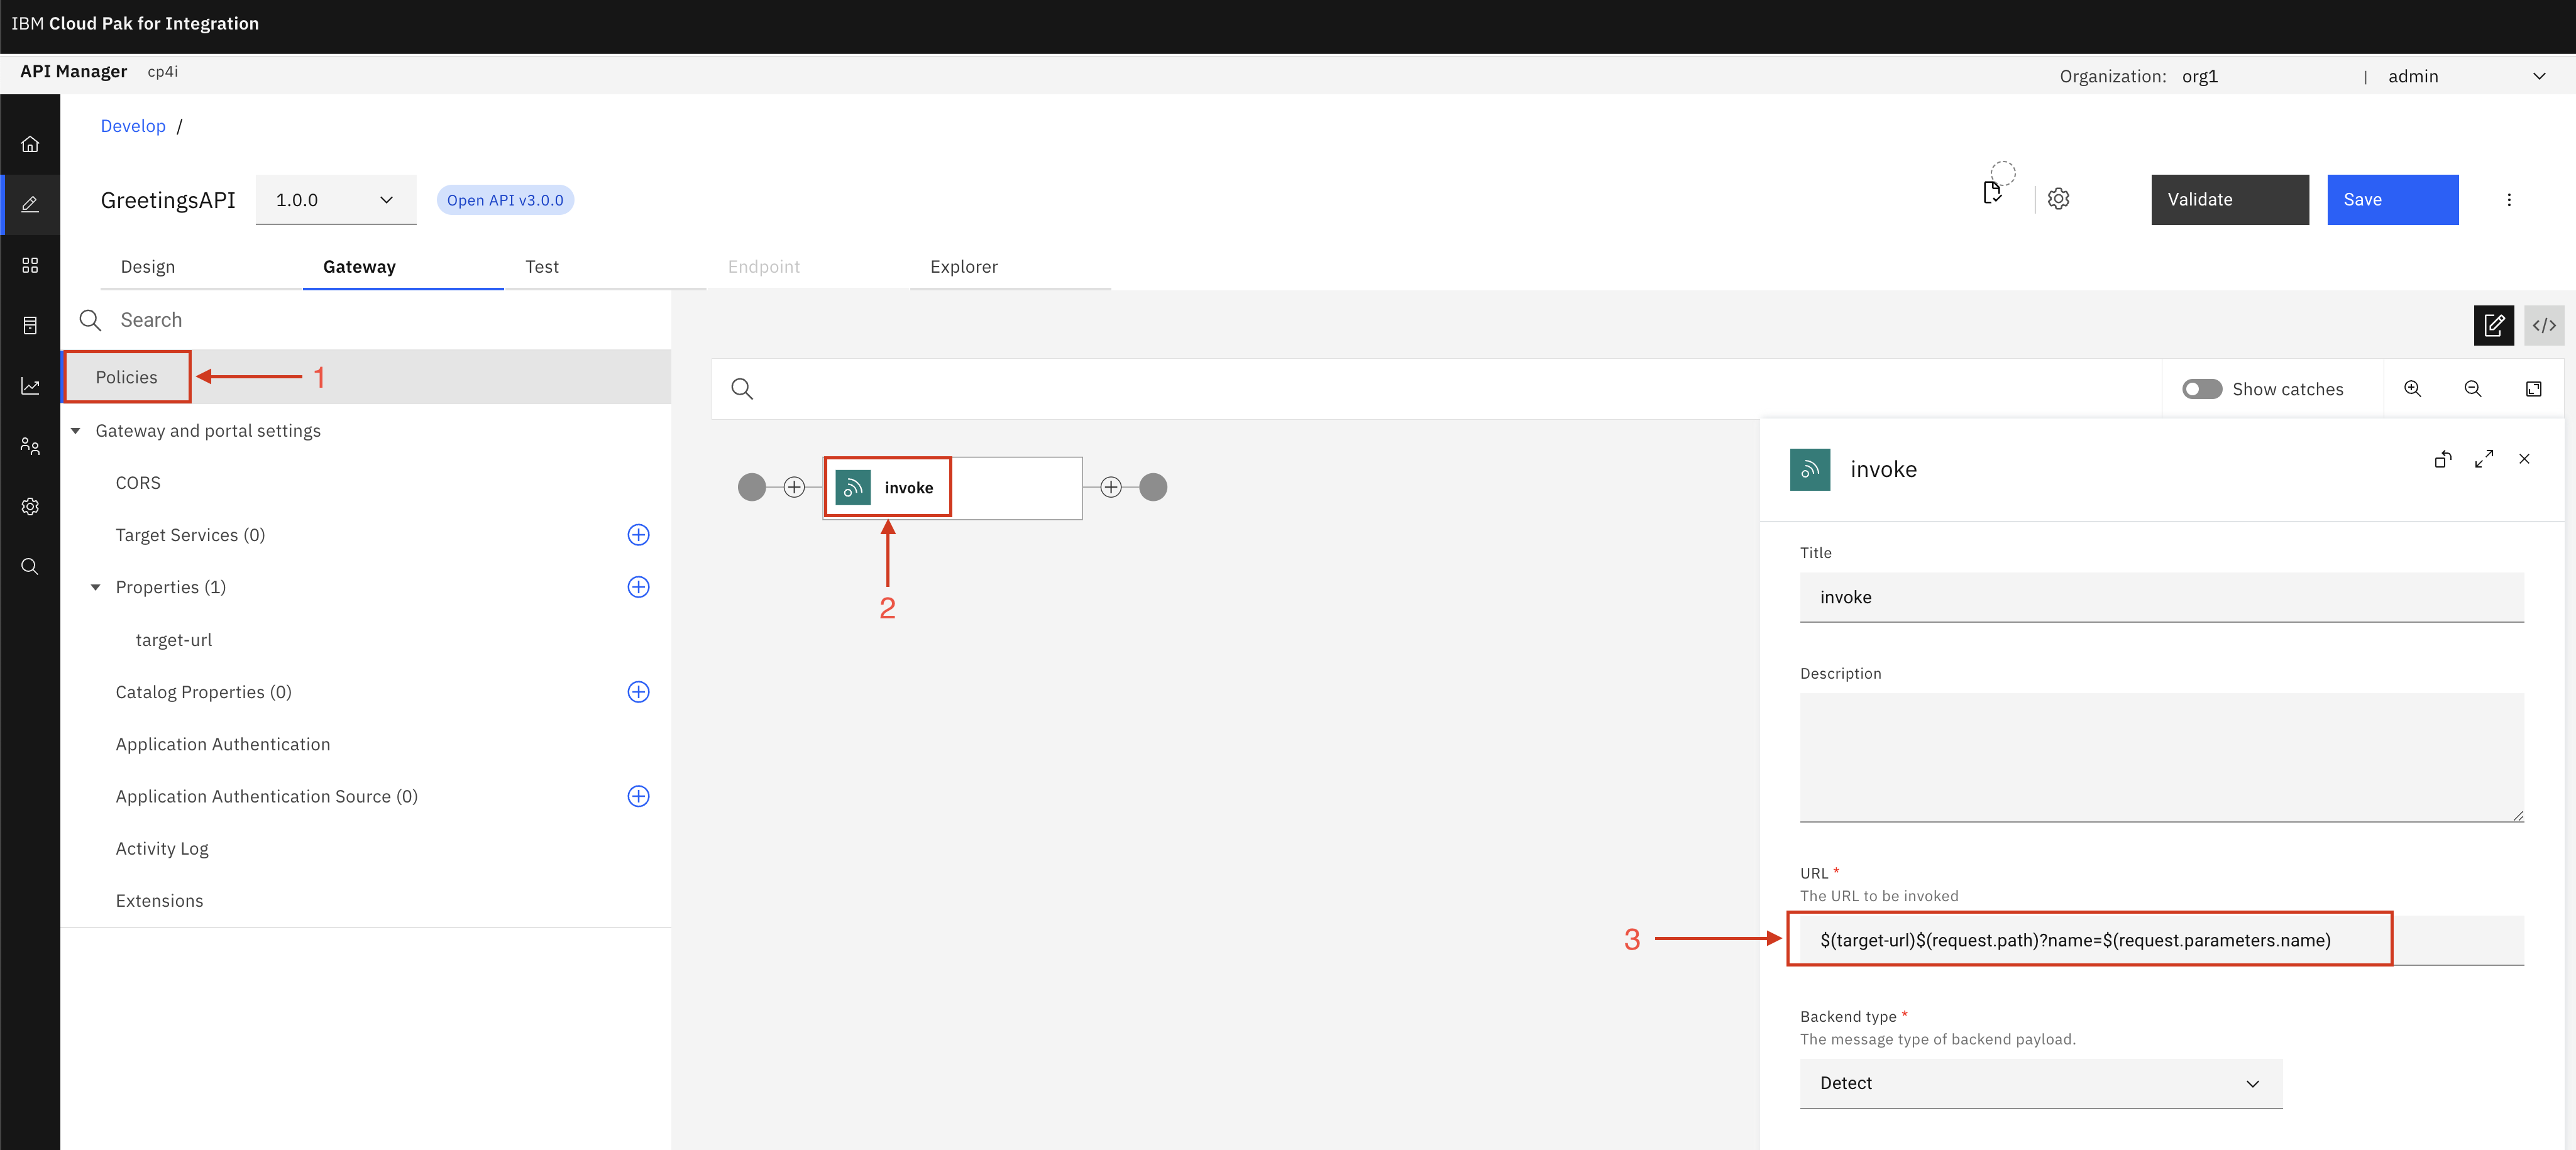 IBM Cloud Pak for Integration
API Manager cp4i
Organization: org1 | admin
Develop /
GreetingsAPI 1.0.0 Open API v3.0.0
Validate Save
Design Gateway Test Endpoint Explorer
Search
Policies 1
Gateway and portal settings
CORS
Target Services (0)
Properties (1)
target-url
Catalog Properties (0)
Application Authentication
Application Authentication Source (0)
Activity Log
Extensions
</>
Show catches
invoke
2
invoke
Title
invoke
Description
URL *
The URL to be invoked
3 $(target-url)$(request.path)?name=$(request.parameters.name)
Backend type *
The message type of backend payload.
Detect